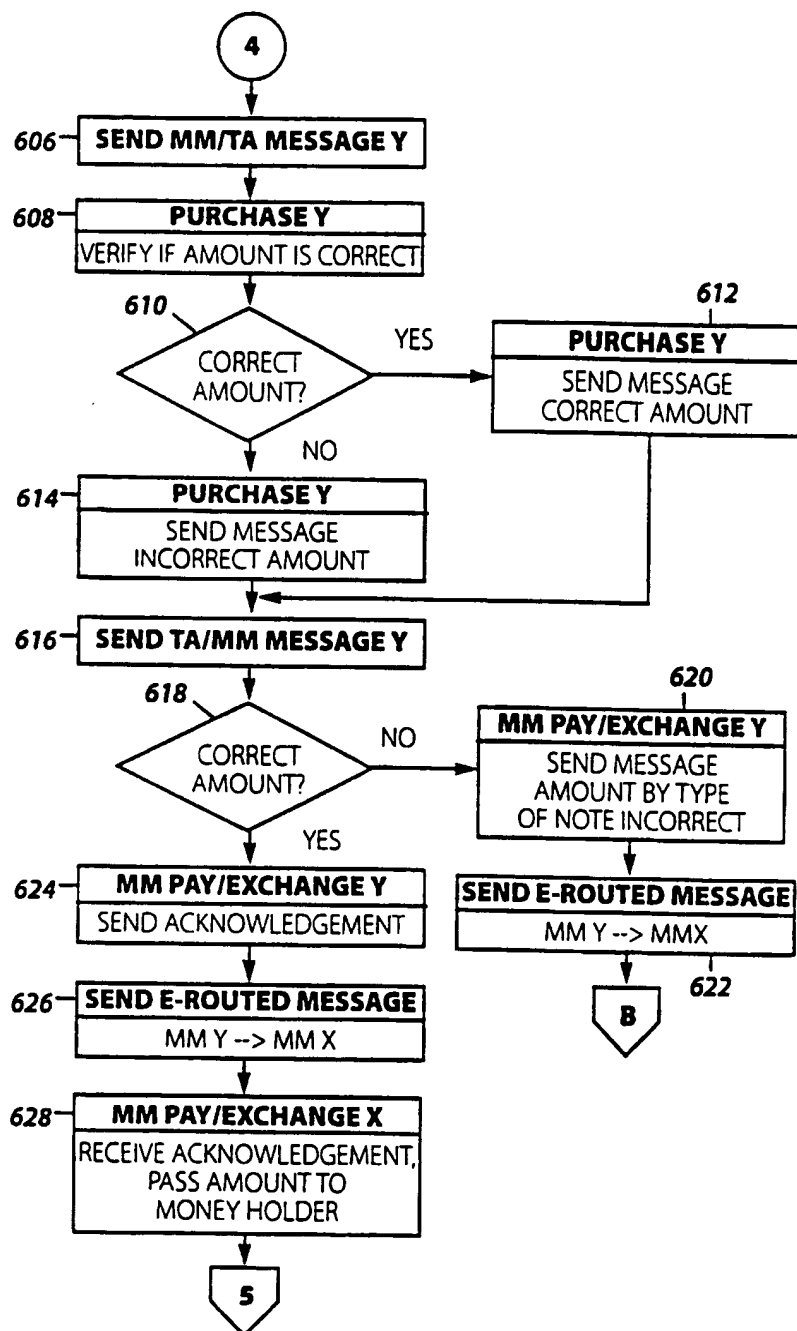 4
606
SEND MM/TA MESSAGE Y
608
PURCHASE Y
VERIFY IF AMOUNT IS CORRECT
610
CORRECT
AMOUNT?
YES
612
PURCHASE Y
SEND MESSAGE
CORRECT AMOUNT
NO
614
PURCHASE Y
SEND MESSAGE
INCORRECT AMOUNT
616
SEND TA/MM MESSAGE Y
618
CORRECT
AMOUNT?
NO
620
MM PAY/EXCHANGE Y
SEND MESSAGE
AMOUNT BY TYPE
OF NOTE INCORRECT
SEND E-ROUTED MESSAGE
MM Y --> MMX
622
B
YES
624
MM PAY/EXCHANGE Y
SEND ACKNOWLEDGEMENT
626
SEND E-ROUTED MESSAGE
MM Y --> MM X
628
MM PAY/EXCHANGE X
RECEIVE ACKNOWLEDGEMENT,
PASS AMOUNT TO
MONEY HOLDER
5